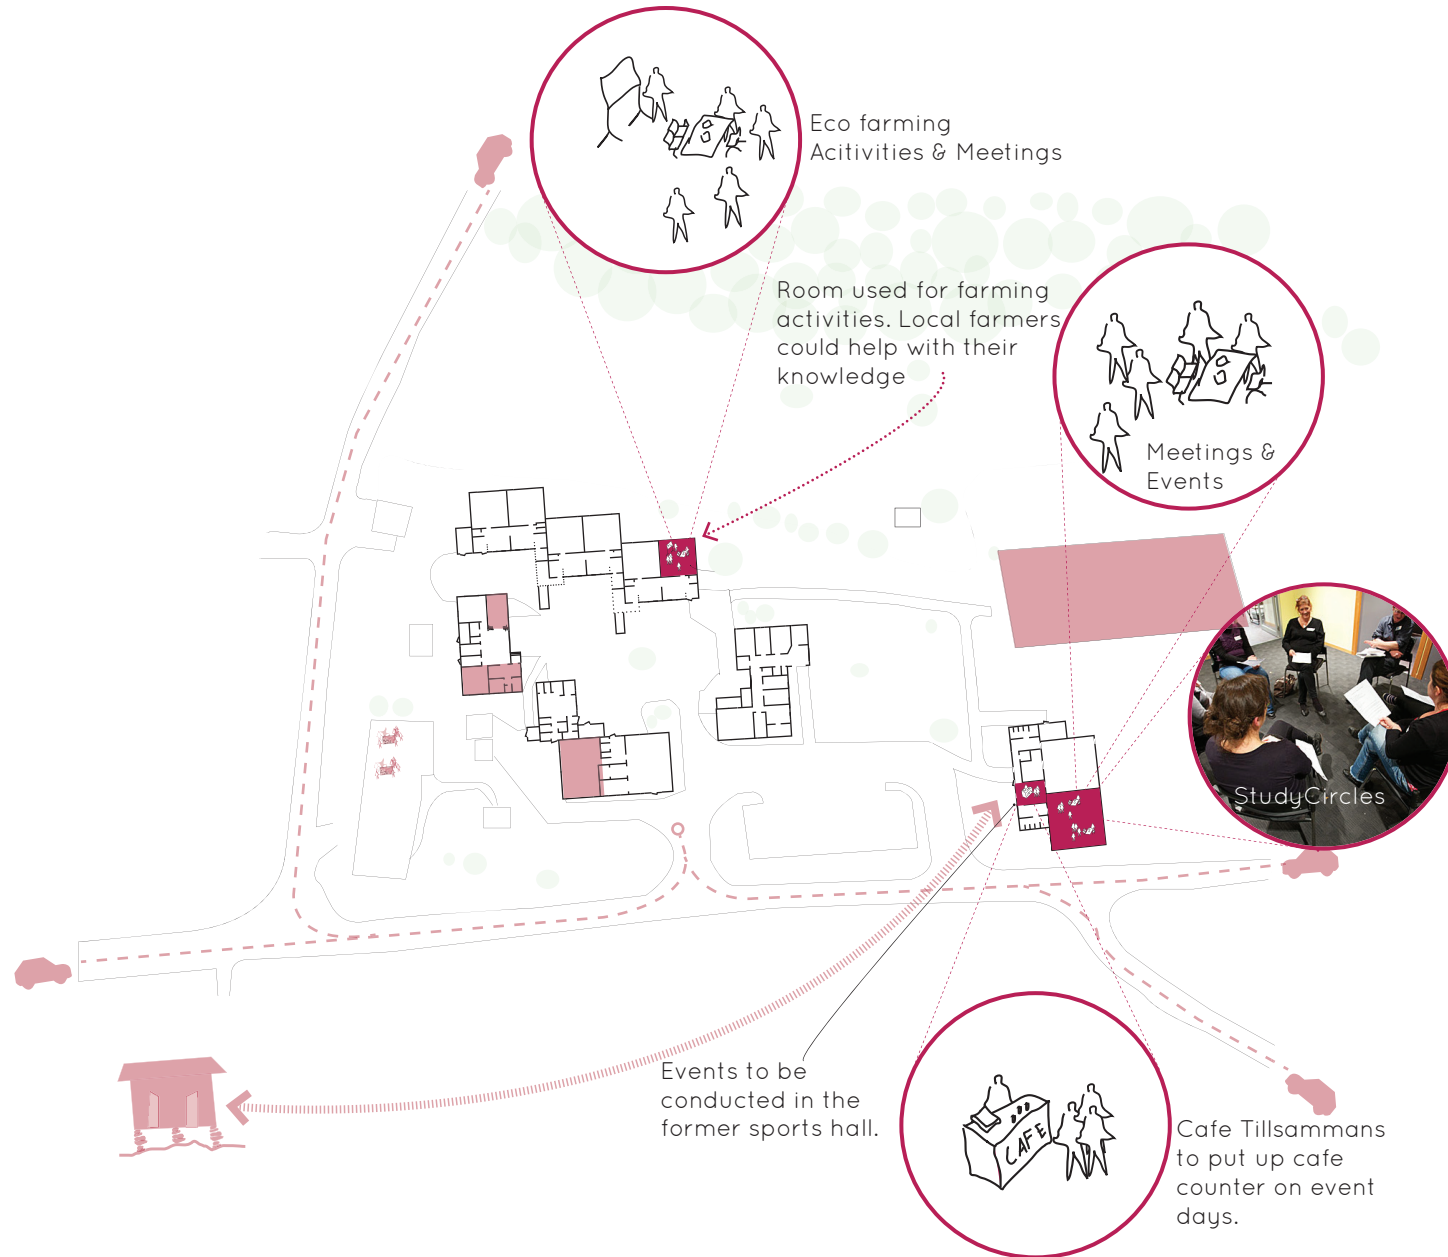 Eco farming
Acitivities & Meetings
Room used for farming
activities. Local farmers
could help with their
knowledge
Meetings &
Events
StudyCircles
Events to be
conducted in the
former sports hall.
CAFE
Cafe Tillsammans
to put up cafe
counter on event
days.